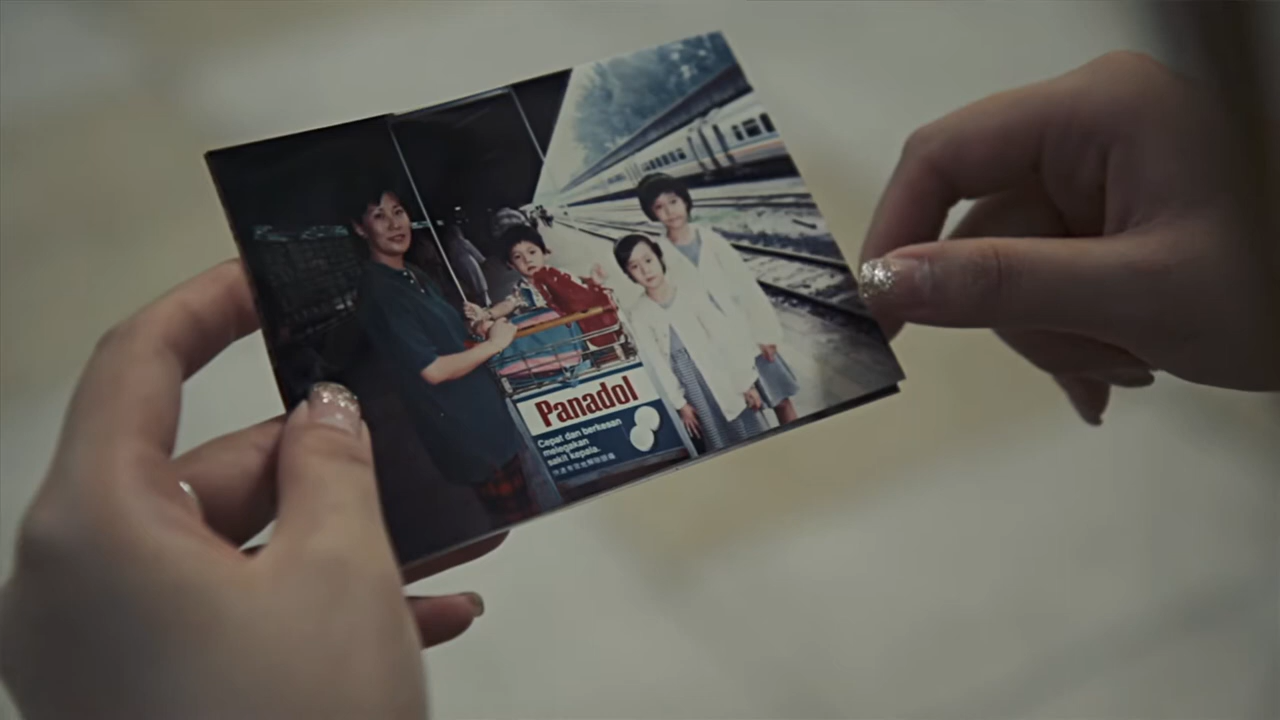 Panadol
Cepat dan berkesan
melegakan
sakit kepala.